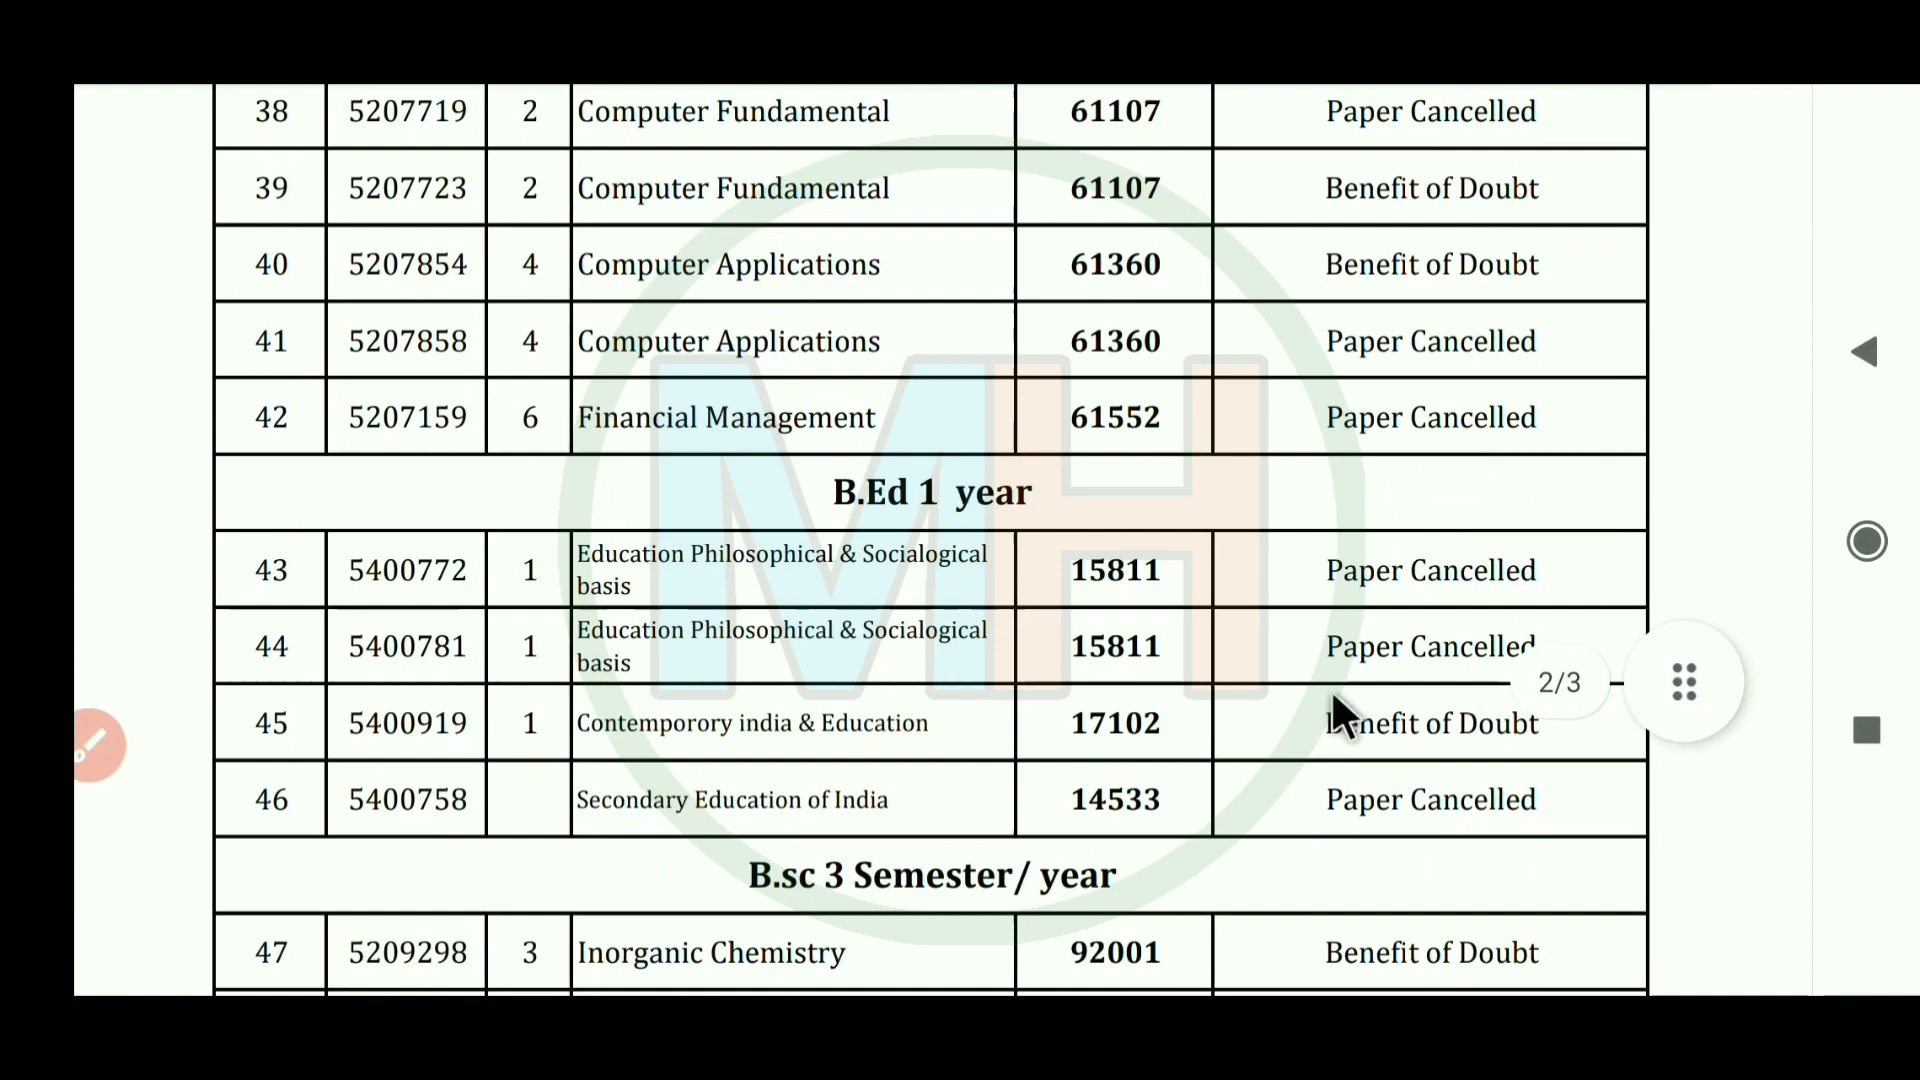 38 5207719 2 Computer Fundamental 61107 Paper Cancelled
39 5207723 2 Computer Fundamental 61107 Benefit of Doubt
40 5207854 4 Computer Applications 61360 Benefit of Doubt
41 5207858 4 Computer Applications 61360 Paper Cancelled
42 5207159 6 Financial Management 61552 Paper Cancelled
B.Ed 1 year
43 5400772 1 Education Philosophical & Socialogical basis 15811 Paper Cancelled
44 5400781 1 Education Philosophical & Socialogical basis 15811 Paper Cancelled
2/3
45 5400919 1 Contemporory india & Education 17102 Benefit of Doubt
46 5400758 Secondary Education of India 14533 Paper Cancelled
B.sc 3 Semester/ year
47 5209298 3 Inorganic Chemistry 92001 Benefit of Doubt
MH